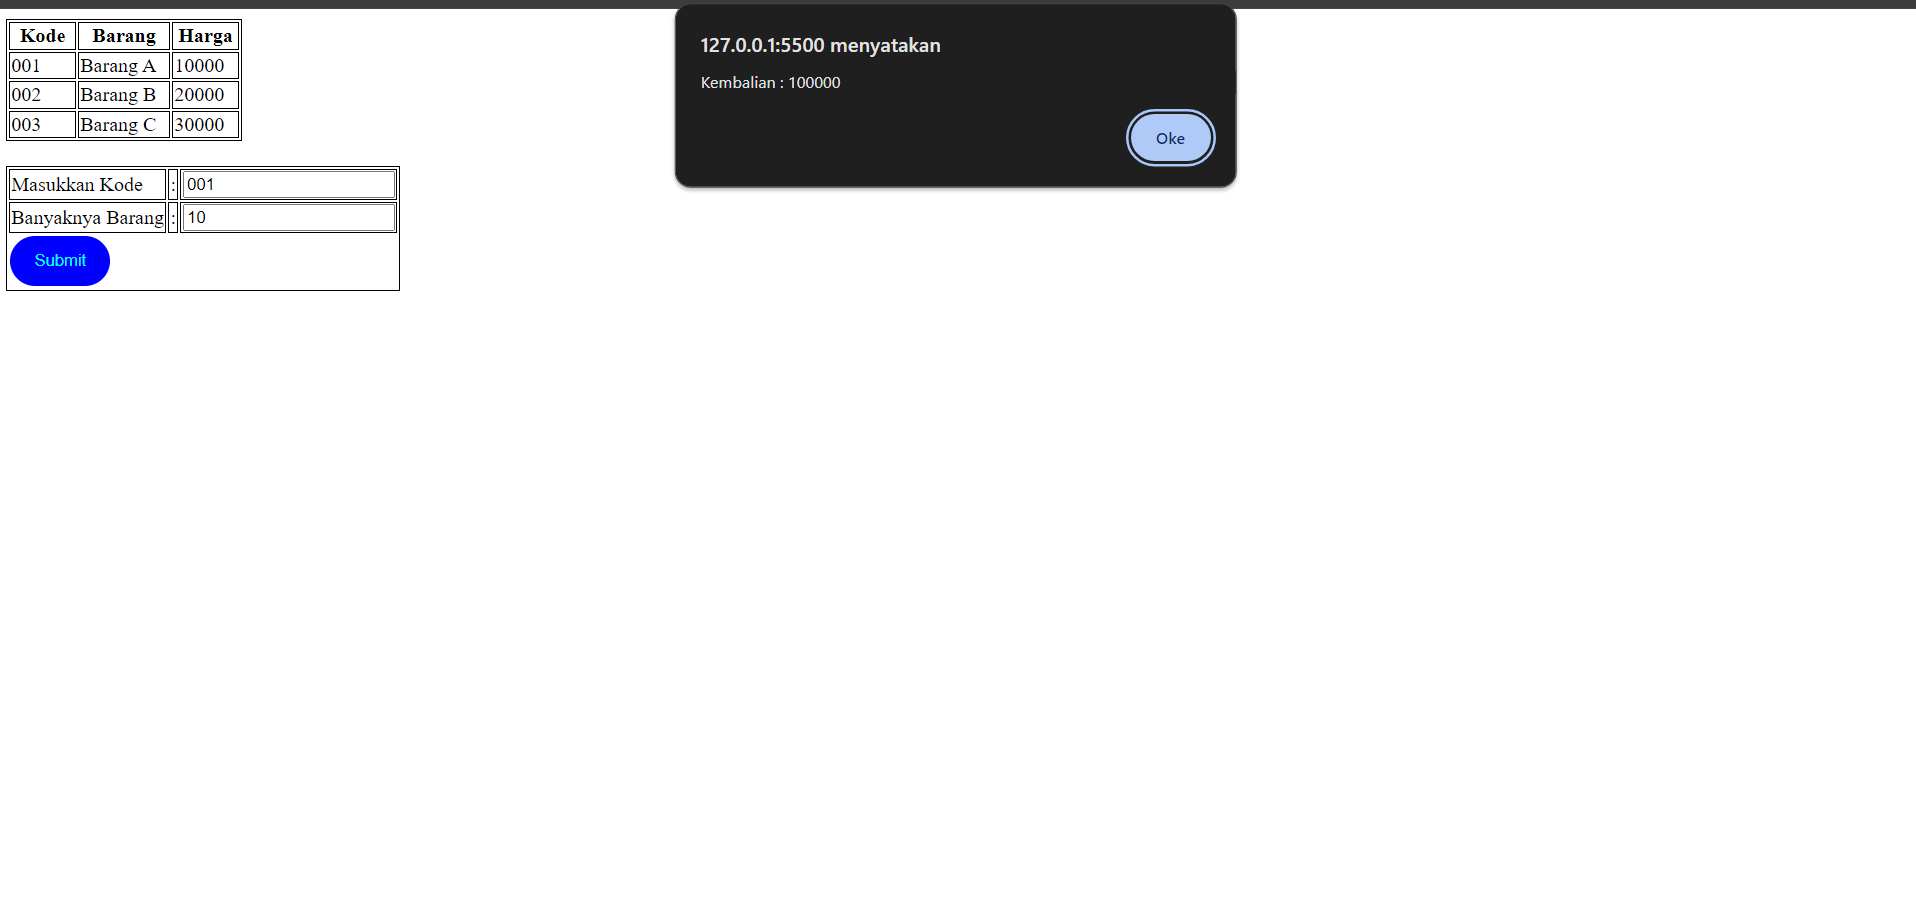 Kode Barang Harga
001 Barang A 10000
002 Barang B 20000
003 Barang C 30000
Masukkan Kode : 001
Banyaknya Barang : 10
Submit
127.0.0.1:5500 menyatakan
Kembalian : 100000
Oke